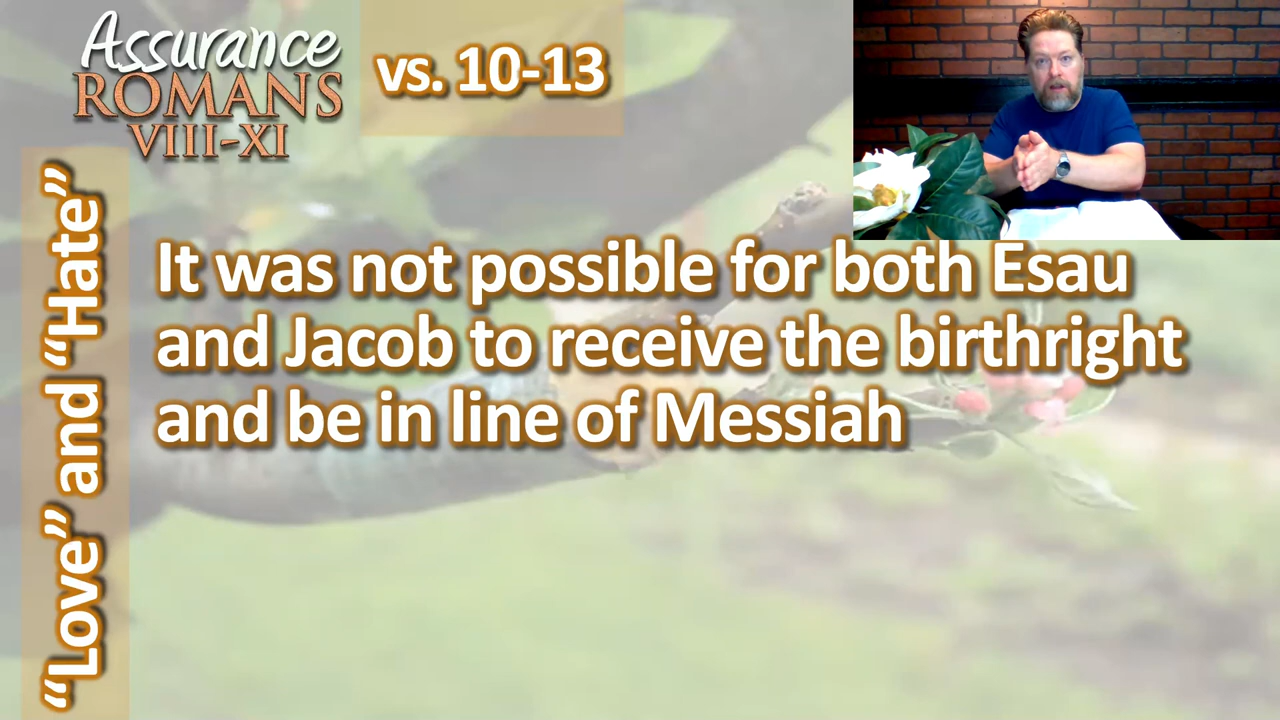 Assurance
ROMANS
VIII-XI
vs. 10-13
“Love” and “Hate”
It was not possible for both Esau
and Jacob to receive the birthright
and be in line of Messiah